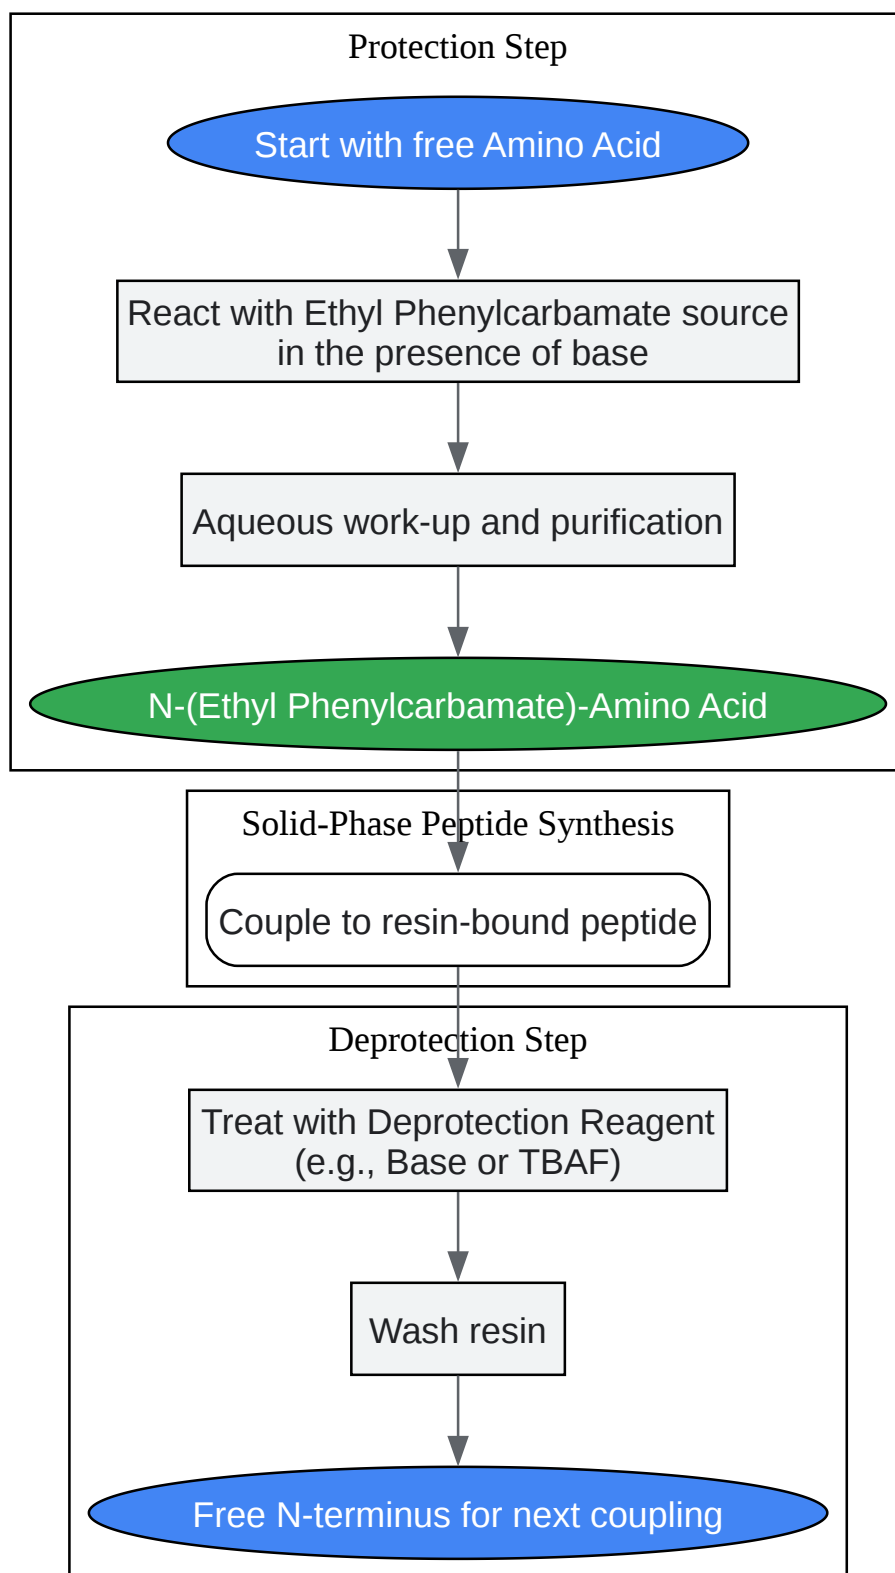 Protection Step
Start with free Amino Acid
React with Ethyl Phenylcarbamate source
in the presence of base
Aqueous work-up and purification
N-(Ethyl Phenylcarbamate)-Amino Acid
Solid-Phase Peptide Synthesis
Couple to resin-bound peptide
Deprotection Step
Treat with Deprotection Reagent
(e.g., Base or TBAF)
Wash resin
Free N-terminus for next coupling